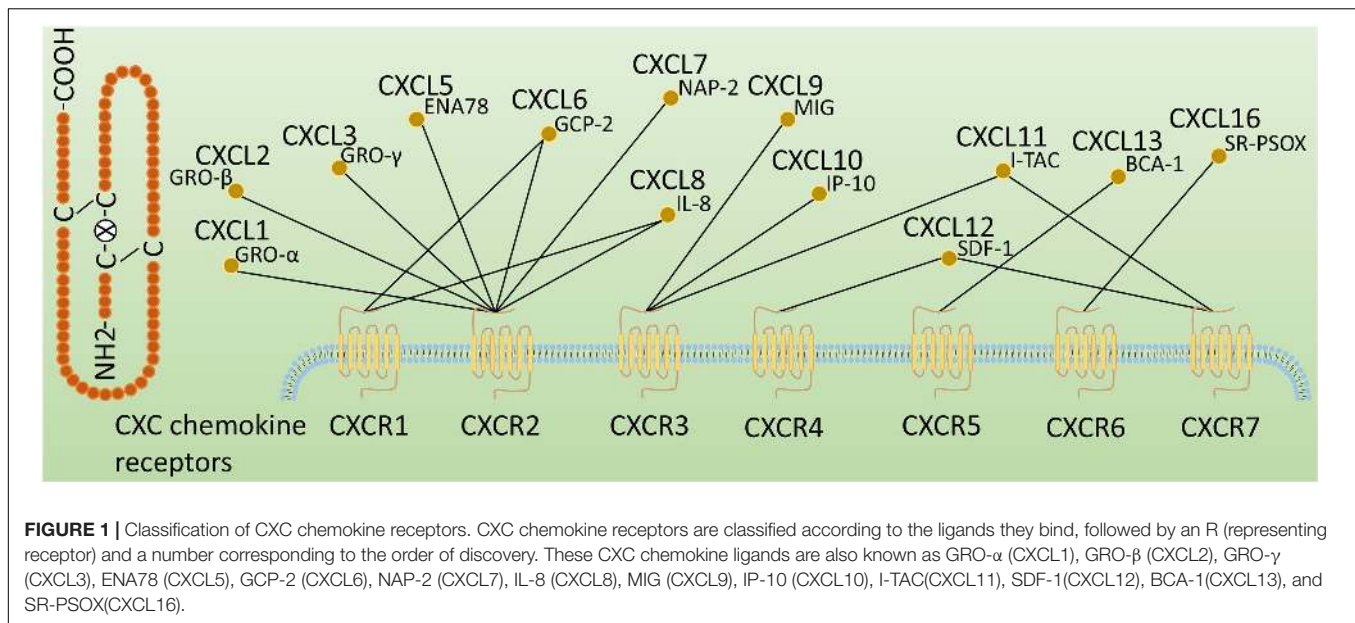 -COOH
C
C
-
X
-
C
C
NH2-
CXCL1
GRO-α
CXCL2
GRO-β
CXCL3
GRO-γ
CXCL5
ENA78
CXCL6
GCP-2
CXCL7
NAP-2
CXCL8
IL-8
CXCL9
MIG
CXCL10
IP-10
CXCL11
I-TAC
CXCL12
SDF-1
CXCL13
BCA-1
CXCL16
SR-PSOX
CXC chemokine
receptors
CXCR1
CXCR2
CXCR3
CXCR4
CXCR5
CXCR6
CXCR7
FIGURE 1 | Classification of CXC chemokine receptors. CXC chemokine receptors are classified according to the ligands they bind, followed by an R (representing
receptor) and a number corresponding to the order of discovery. These CXC chemokine ligands are also known as GRO-α (CXCL1), GRO-β (CXCL2), GRO-γ
(CXCL3), ENA78 (CXCL5), GCP-2 (CXCL6), NAP-2 (CXCL7), IL-8 (CXCL8), MIG (CXCL9), IP-10 (CXCL10), I-TAC(CXCL11), SDF-1(CXCL12), BCA-1(CXCL13), and
SR-PSOX(CXCL16).